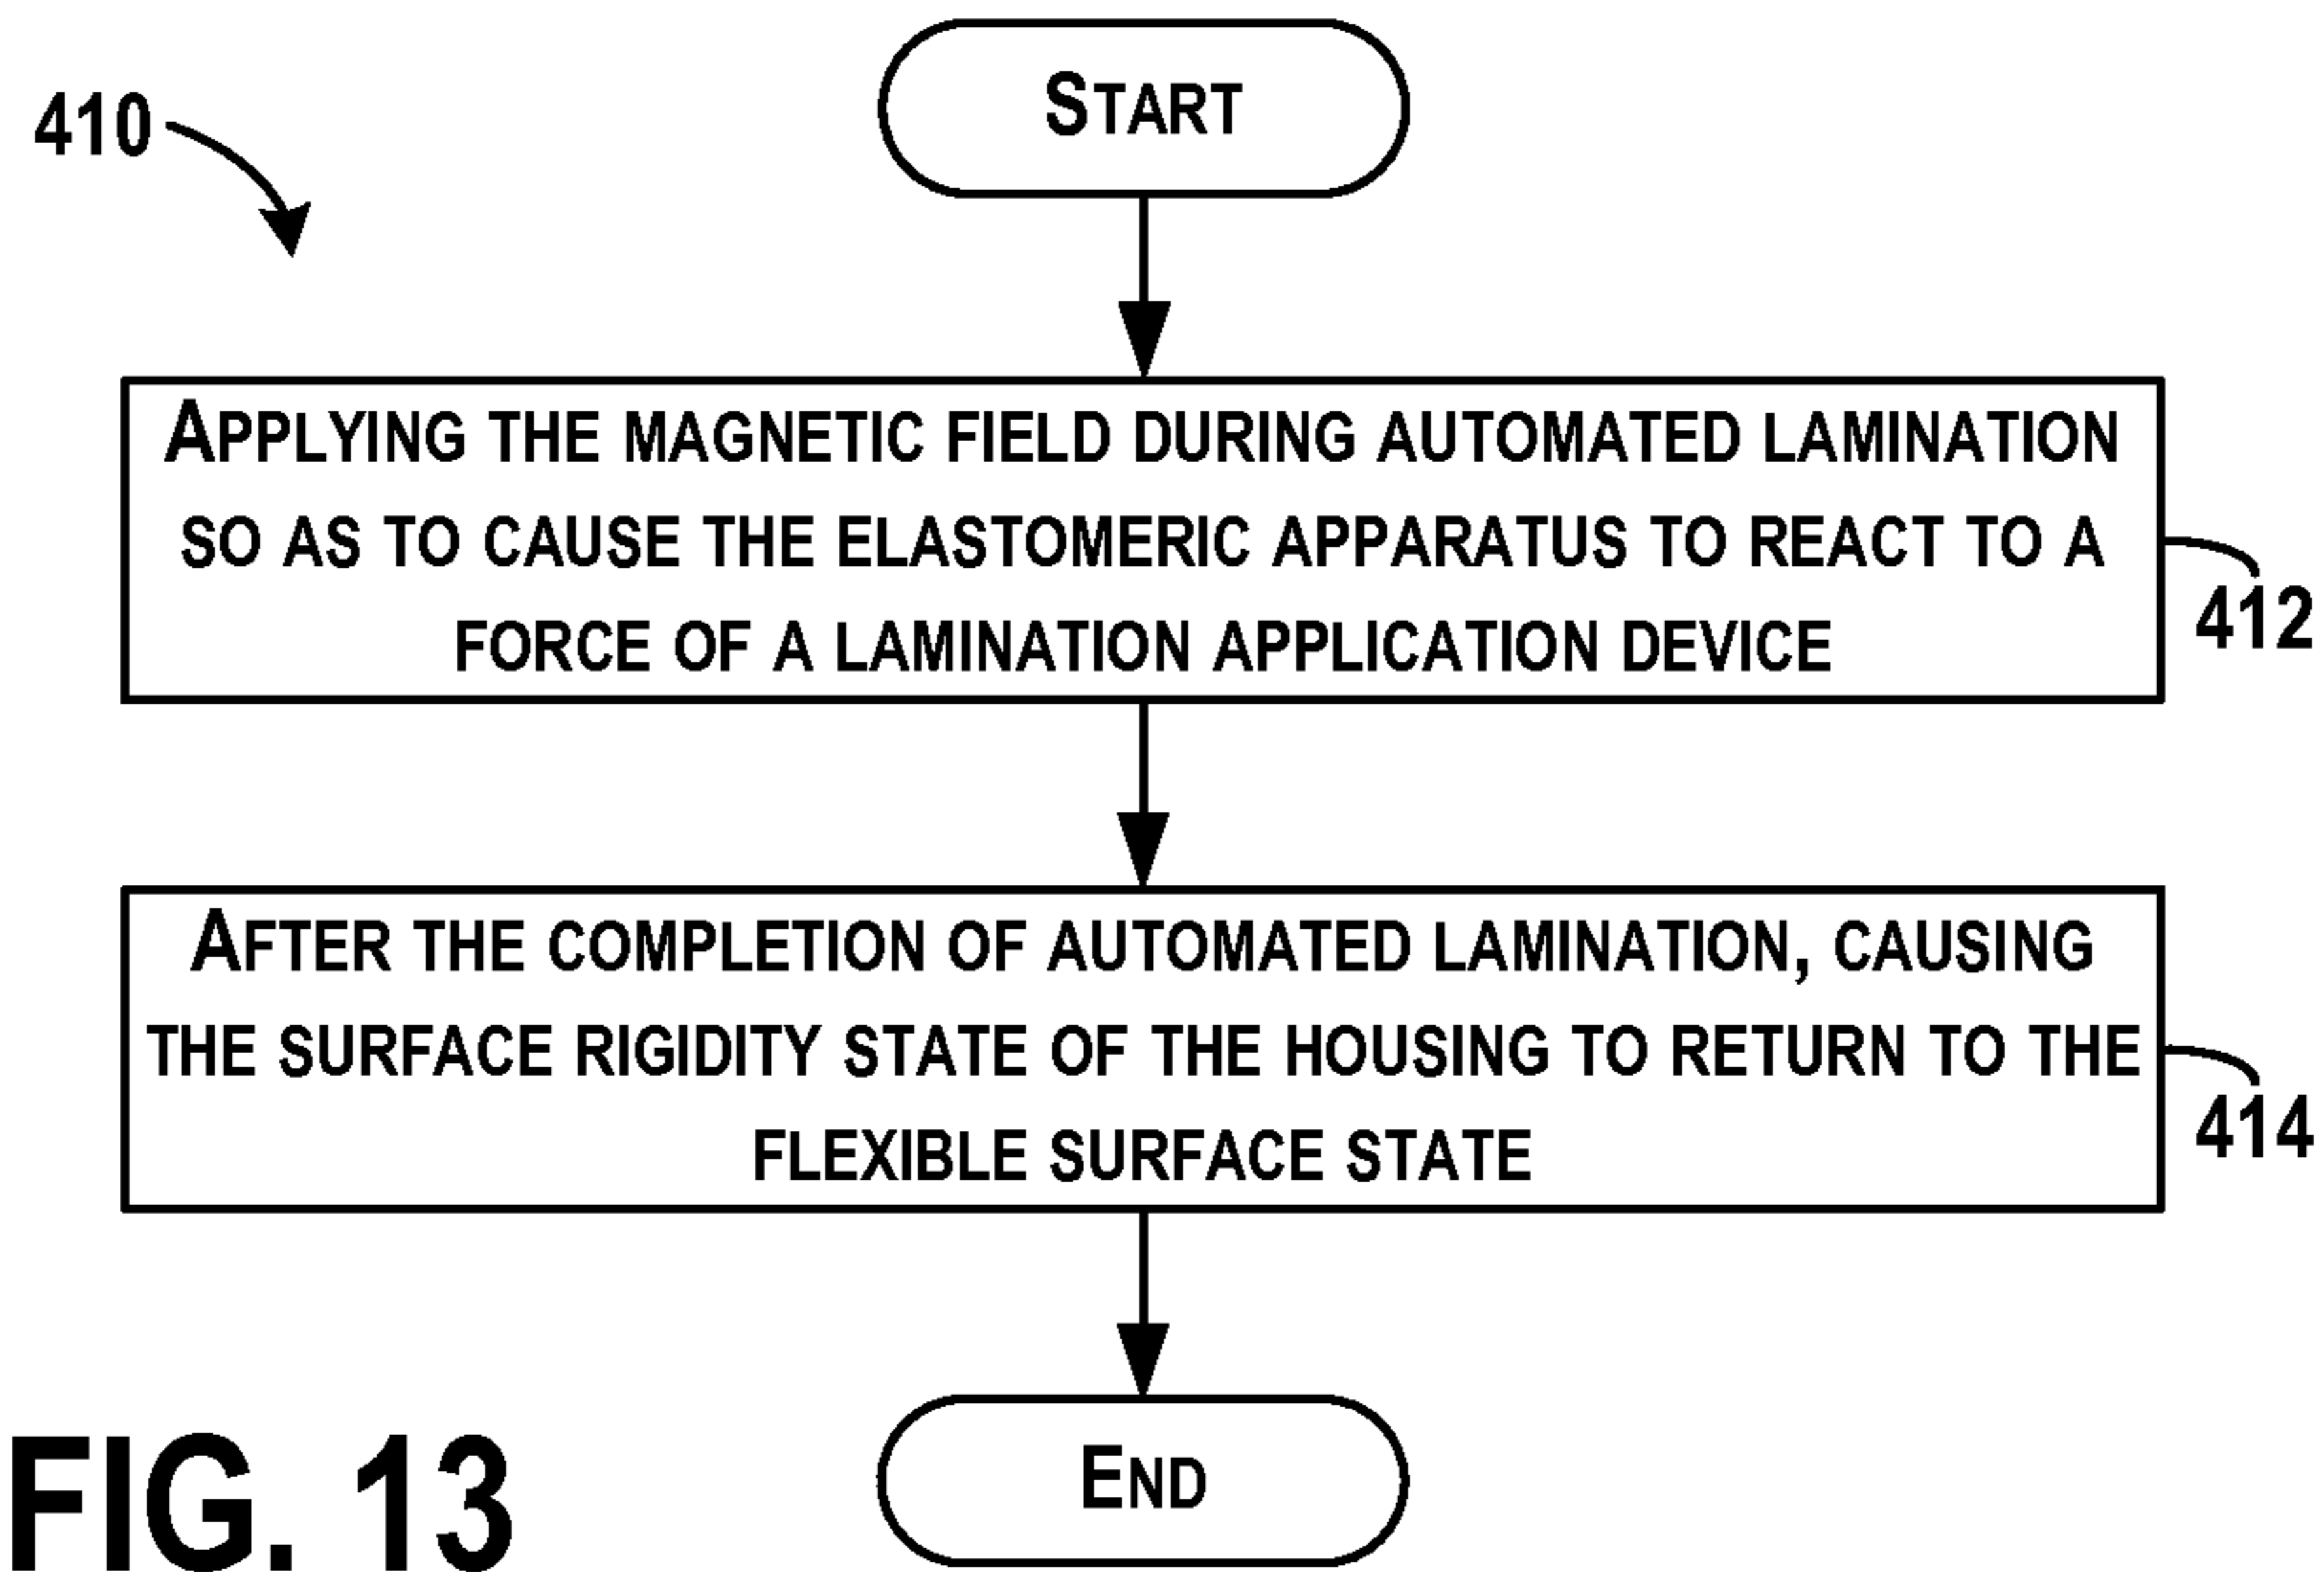 410
START
APPLYING THE MAGNETIC FIELD DURING AUTOMATED LAMINATION
SO AS TO CAUSE THE ELASTOMERIC APPARATUS TO REACT TO A
FORCE OF A LAMINATION APPLICATION DEVICE
412
AFTER THE COMPLETION OF AUTOMATED LAMINATION, CAUSING
THE SURFACE RIGIDITY STATE OF THE HOUSING TO RETURN TO THE
FLEXIBLE SURFACE STATE
414
END
FIG. 13